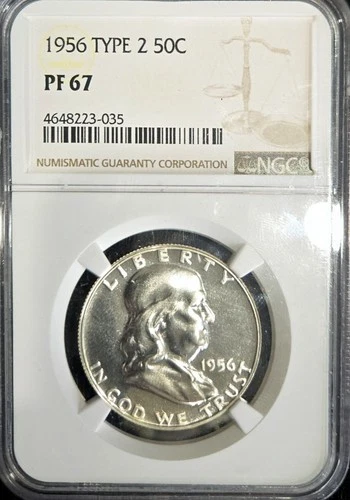 1956 TYPE 2 50C
PF 67
4648223-035
NUMISMATIC GUARANTY CORPORATION
NGC
LIBERTY
1956
IN GOD WE TRUST